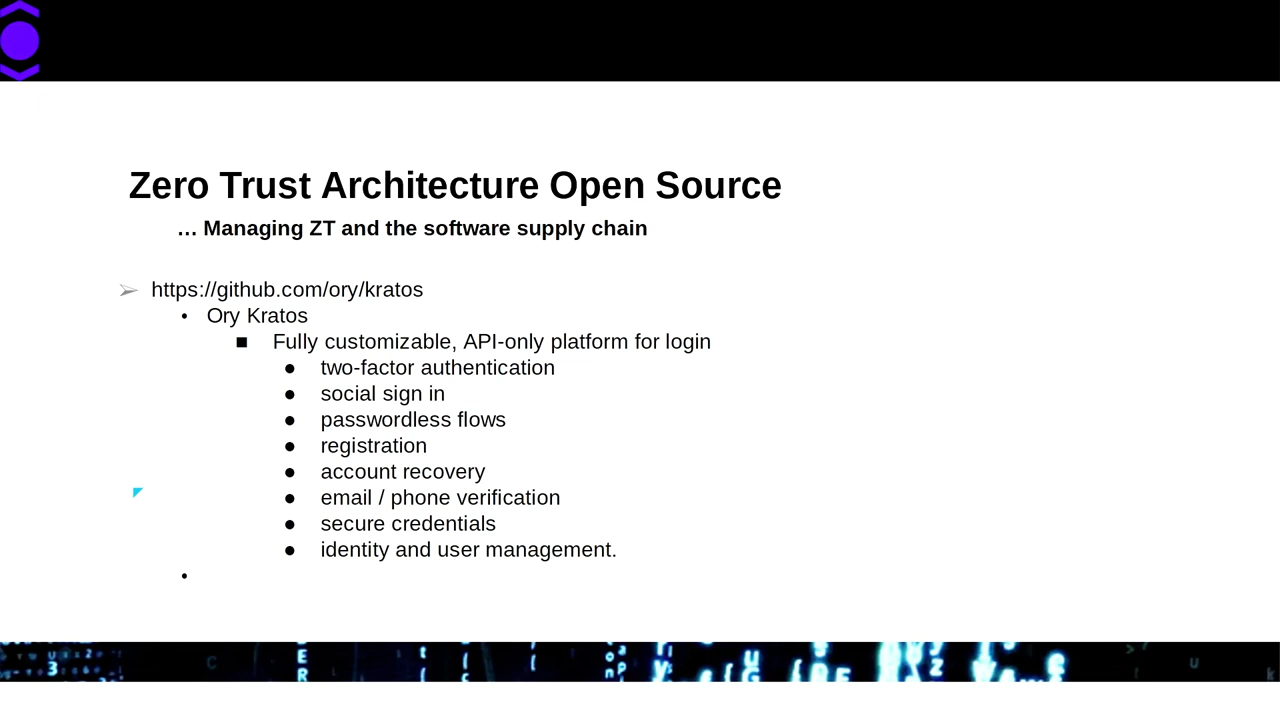 Zero Trust Architecture Open Source
… Managing ZT and the software supply chain
➢ https://github.com/ory/kratos
• Ory Kratos
■ Fully customizable, API-only platform for login
● two-factor authentication
● social sign in
● passwordless flows
● registration
● account recovery
● email / phone verification
● secure credentials
● identity and user management.
•